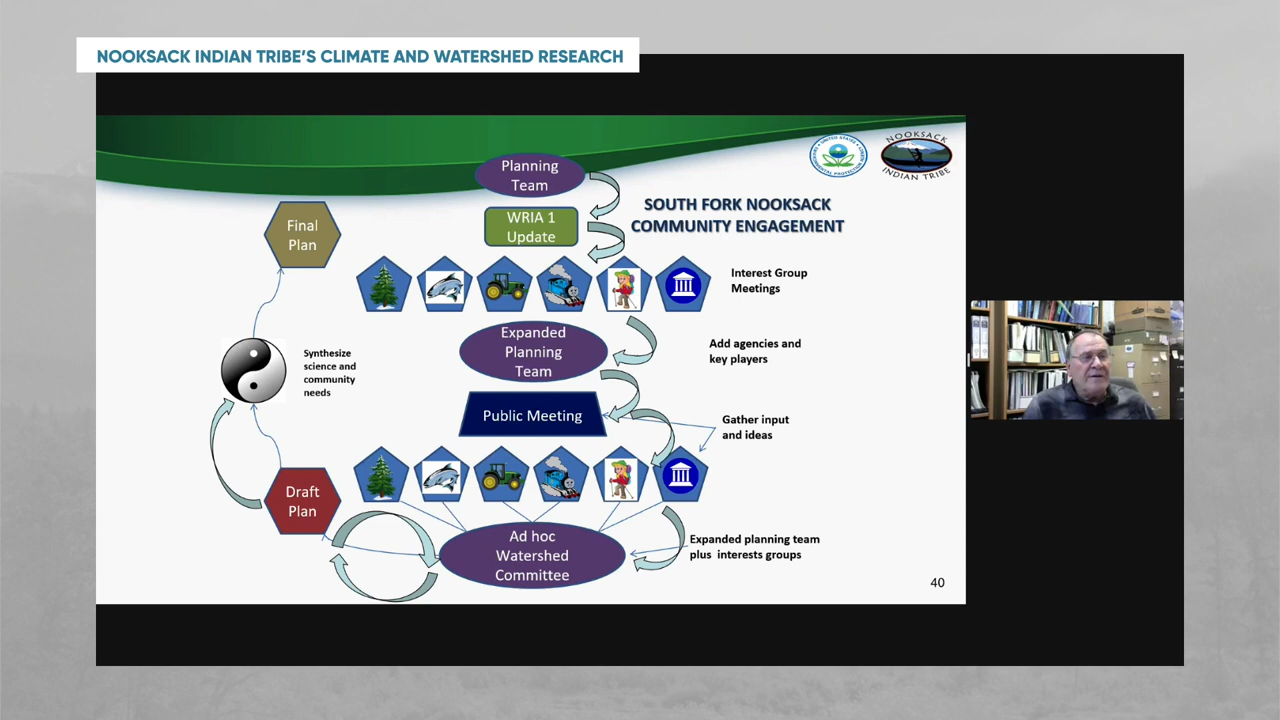 NOOKSACK INDIAN TRIBE'S CLIMATE AND WATERSHED RESEARCH
NOOKSACK
INDIAN TRIBE
Planning
Team
SOUTH FORK NOOKSACK
COMMUNITY ENGAGEMENT
WRIA 1
Update
Final
Plan
Interest Group
Meetings
Expanded
Planning
Team
Add agencies and
key players
Synthesize
science and
community
needs
Public Meeting
Gather input
and ideas
Draft
Plan
Ad hoc
Watershed
Committee
Expanded planning team
plus interests groups
40